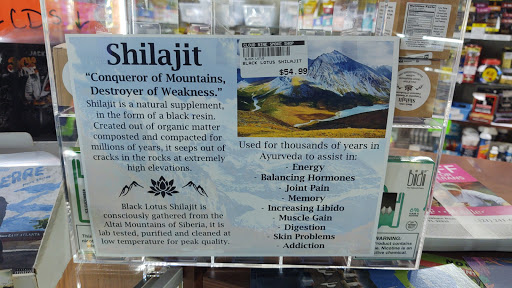 CDS
Shilajit
"Conqueror of Mountains,
Destroyer of Weakness."
Shilajit is a natural supplement,
in the form of a black resin.
Created out of organic matter
composted and compacted for
millions of years, it seeps out of
cracks in the rocks at extremely
high elevations.
Black Lotus Shilajit is
consciously gathered from the
Altai Mountains of Siberia, it is
lab tested, purified and cleaned at
low temperature for peak quality.
BLACK LOTUS SHILAJIT
$54.99
Used for thousands of years in
Ayurveda to assist in:
- Energy
- Balancing Hormones
- Joint Pain
- Memory
- Increasing Libido
- Muscle Gain
- Digestion
- Skin Problems
- Addiction
bidi
WARNING: